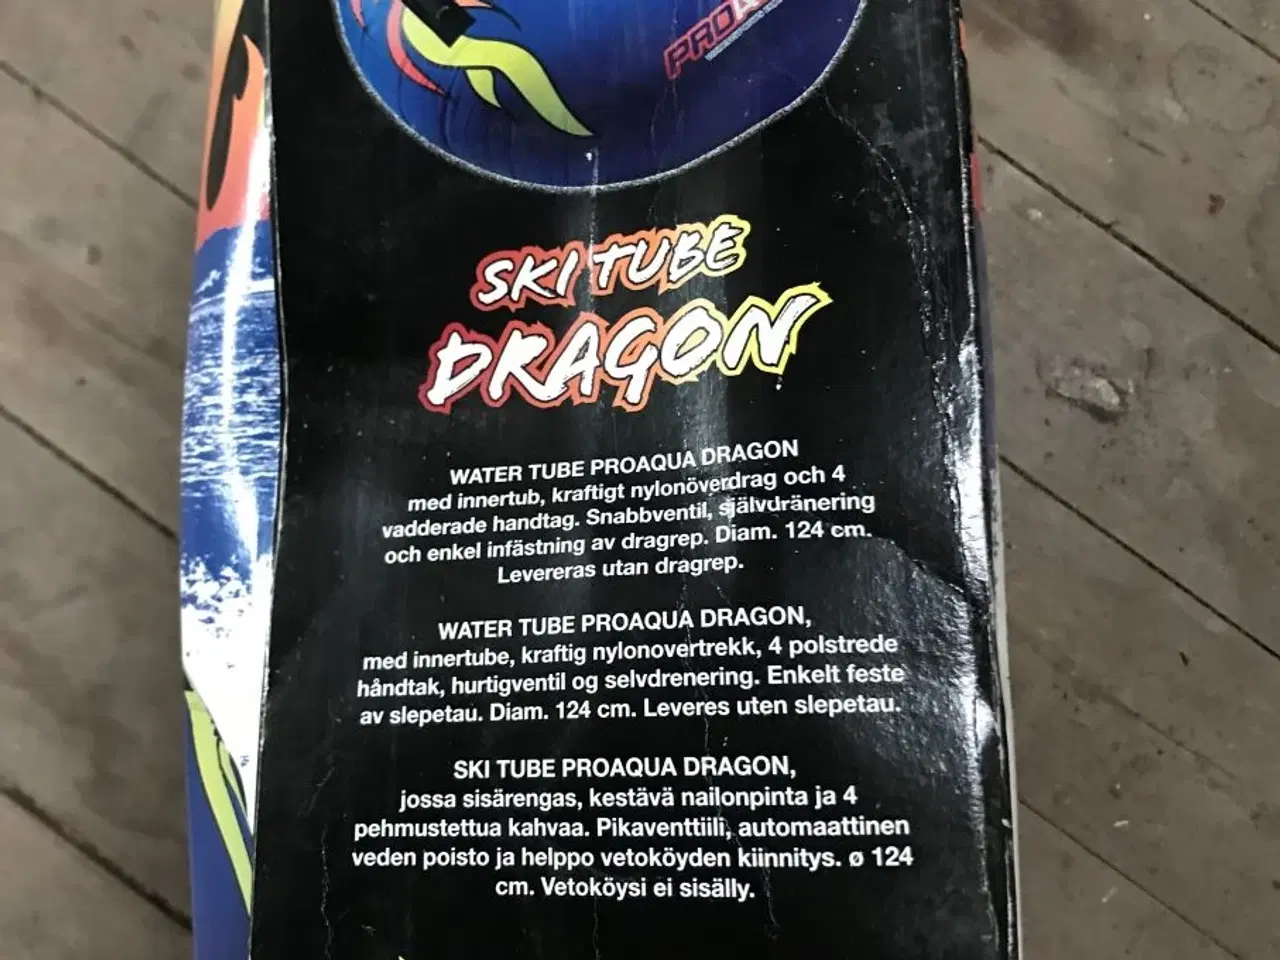 SKI TUBE
DRAGON
WATER TUBE PROAQUA DRAGON
med innertub, kraftigt nylonöverdrag och 4
vadderade handtag. Snabbventil, självdränering
och enkel infästning av dragrep. Diam. 124 cm.
Levereras utan dragrep.
WATER TUBE PROAQUA DRAGON,
med innertube, kraftig nylonovertrekk, 4 polstrede
håndtak, hurtigventil og selvdrenering. Enkelt feste
av slepetau. Diam. 124 cm. Leveres uten slepetau.
SKI TUBE PROAQUA DRAGON,
jossa sisärengas, kestävä nailonpinta ja 4
pehmustettua kahvaa. Pikaventtiili, automaattinen
veden poisto ja helppo vetoköyden kiinnitys. ø 124
cm. Vetoköysi ei sisälly.